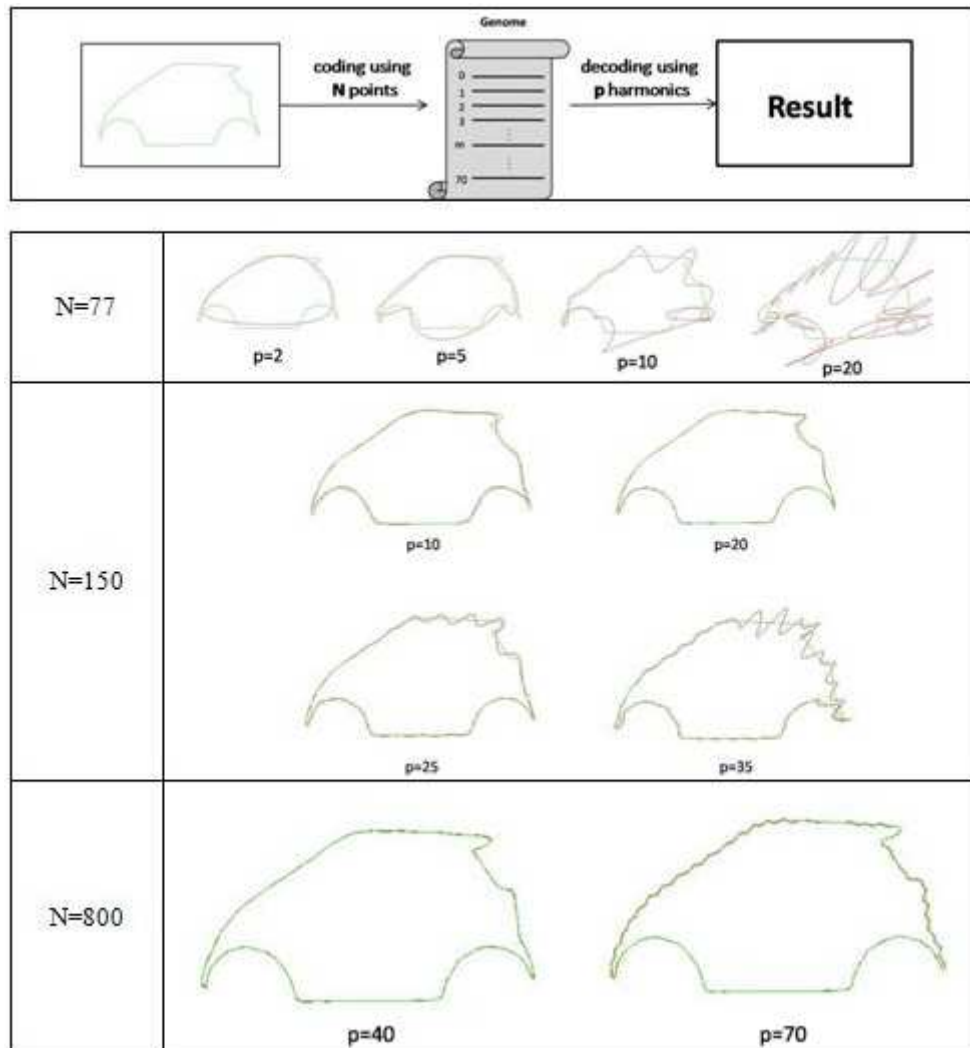 Genome
coding using
N points
0
1
2
3
⋮
m
⋮
70
decoding using
p harmonics
Result
N=77
p=2
p=5
p=10
p=20
N=150
p=10
p=20
p=25
p=35
N=800
p=40
p=70